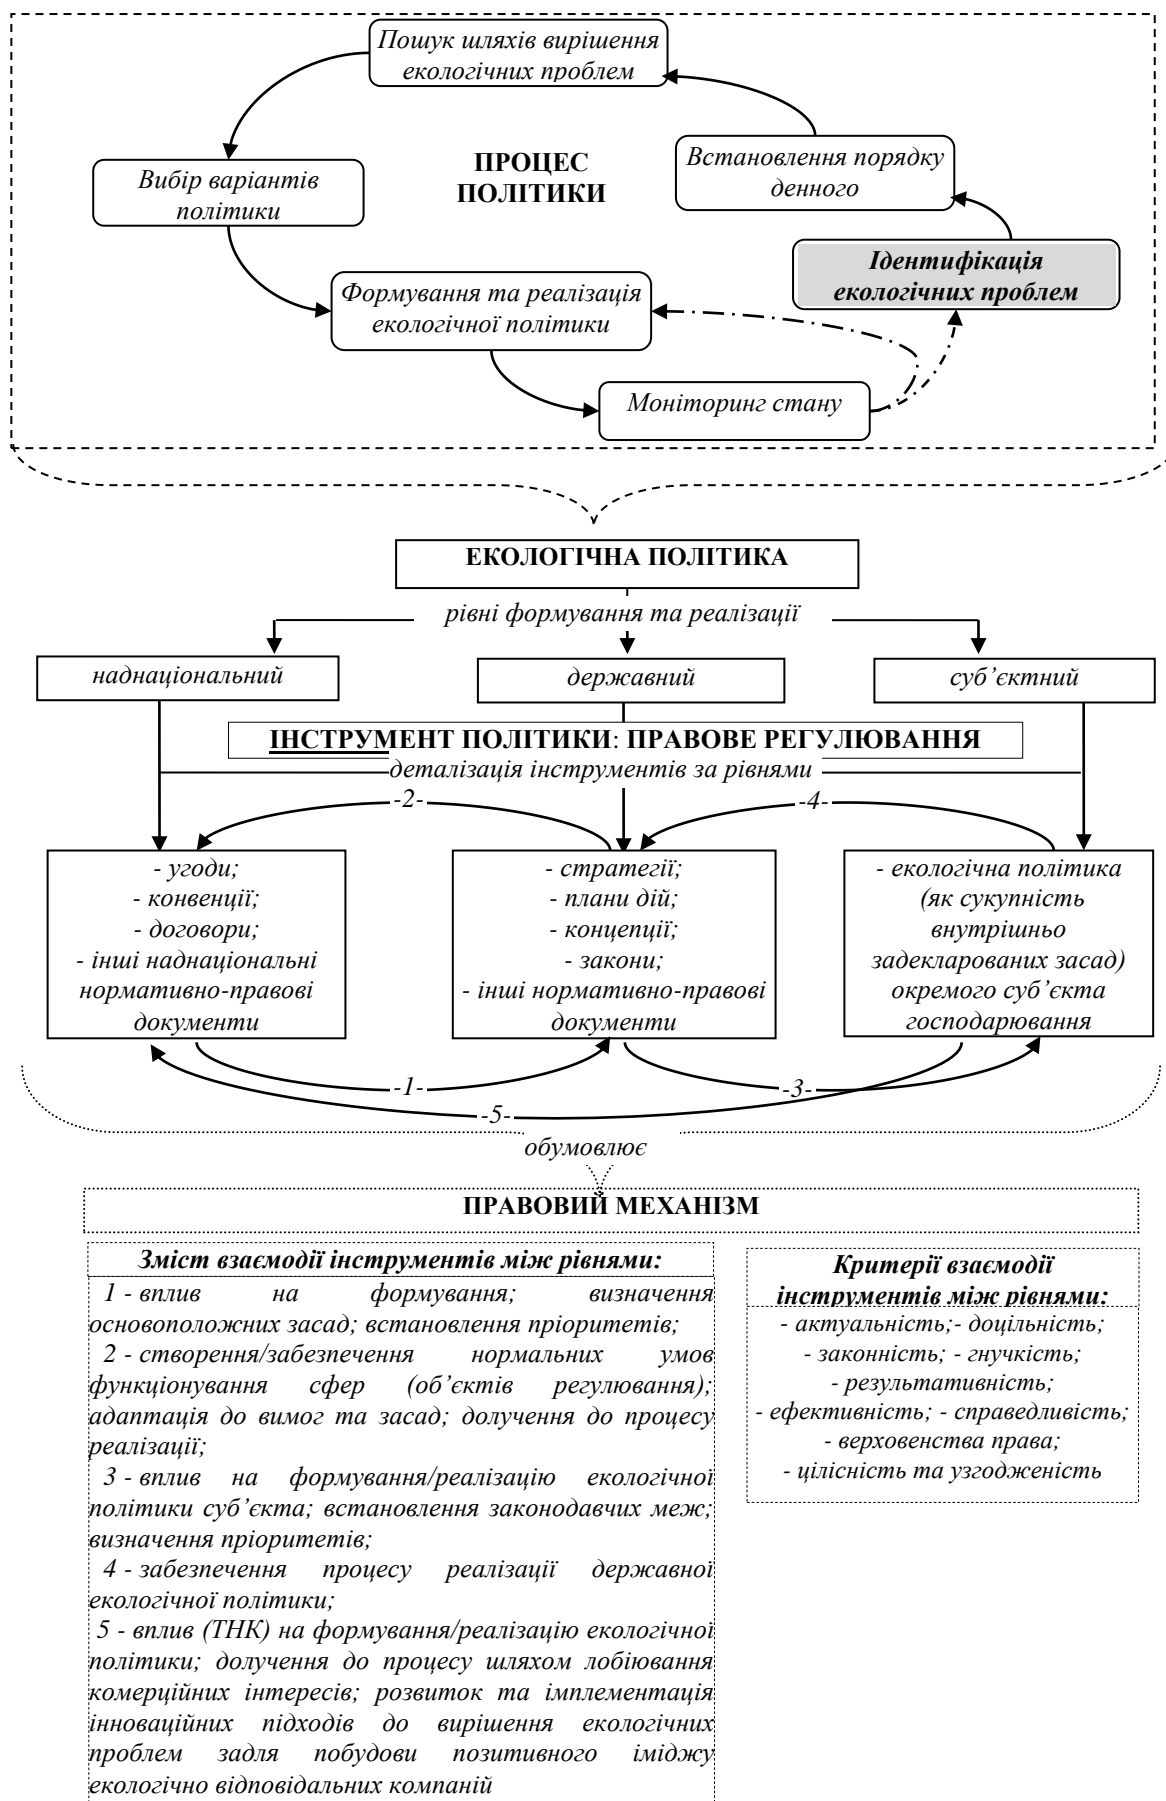 Пошук шляхів вирішення
екологічних проблем
ПРОЦЕС
ПОЛІТИКИ
Встановлення порядку
денного
Вибір варіантів
політики
Ідентифікація
екологічних проблем
Формування та реалізація
екологічної політики
Моніторинг стану
ЕКОЛОГІЧНА ПОЛІТИКА
рівні формування та реалізації
наднаціональний
державний
суб’єктний
ІНСТРУМЕНТ ПОЛІТИКИ: ПРАВОВЕ РЕГУЛЮВАННЯ
деталізація інструментів за рівнями
-2-
-4-
- угоди;
- конвенції;
- договори;
- інші наднаціональні
нормативно-правові
документи
- стратегії;
- плани дій;
- концепції;
- закони;
- інші нормативно-правові
документи
- екологічна політика
(як сукупність
внутрішньо
задекларованих засад)
окремого суб’єкта
господарювання
-1-
-3-
-5-
обумовлює
ПРАВОВИЙ МЕХАНІЗМ
Зміст взаємодії інструментів між рівнями:
1 - вплив на формування; визначення
основоположних засад; встановлення пріоритетів;
2 - створення/забезпечення нормальних умов
функціонування сфер (об’єктів регулювання);
адаптація до вимог та засад; долучення до процесу
реалізації;
3 - вплив на формування/реалізацію екологічної
політики суб’єкта; встановлення законодавчих меж;
визначення пріоритетів;
4 - забезпечення процесу реалізації державної
екологічної політики;
5 - вплив (ТНК) на формування/реалізацію екологічної
політики; долучення до процесу шляхом лобіювання
комерційних інтересів; розвиток та імплементація
інноваційних підходів до вирішення екологічних
проблем задля побудови позитивного іміджу
екологічно відповідальних компаній
Критерії взаємодії
інструментів між рівнями:
- актуальність;- доцільність;
- законність; - гнучкість;
- результативність;
- ефективність; - справедливість;
- верховенства права;
- цілісність та узгодженість